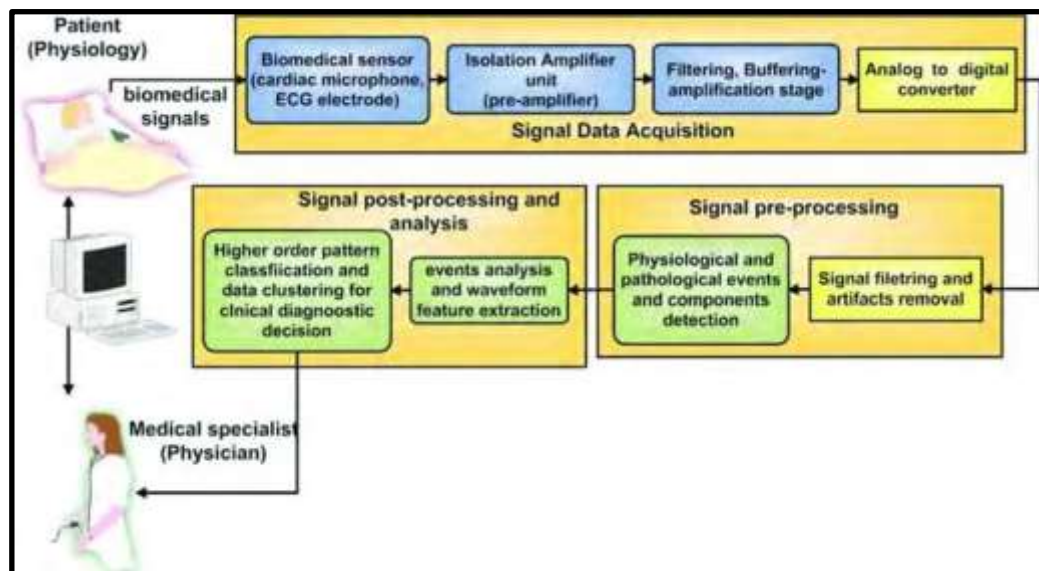 Patient
(Physiology)
biomedical
signals
Biomedical sensor
(cardiac microphone,
ECG electrode)
Isolation Amplifier
unit
(pre-amplifier)
Filtering, Buffering-
amplification stage
Analog to digital
converter
Signal Data Acquisition
Signal pre-processing
Signal filetring and
artifacts removal
Physiological and
pathological events
and components
detection
Signal post-processing and
analysis
events analysis
and waveform
feature extraction
Higher order pattern
classfiication and
data clustering for
clnical diagnoostic
decision
Medical specialist
(Physician)